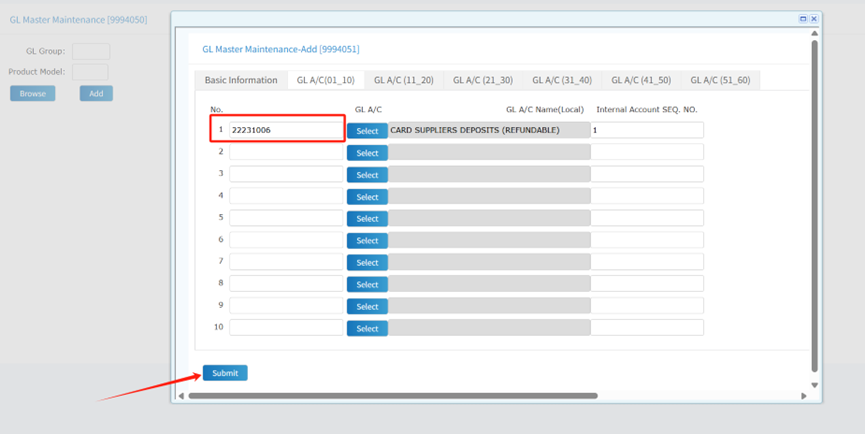 GL Master Maintenance [9994050]
GL Group:
Product Model:
Browse Add
GL Master Maintenance-Add [9994051]
Basic Information GL A/C(01_10) GL A/C (11_20) GL A/C (21_30) GL A/C (31_40) GL A/C (41_50) GL A/C (51_60)
No. GL A/C GL A/C Name(Local) Internal Account SEQ. NO.
1 22231006 Select CARD SUPPLIERS DEPOSITS (REFUNDABLE) 1
2 Select
3 Select
4 Select
5 Select
6 Select
7 Select
8 Select
9 Select
10 Select
Submit